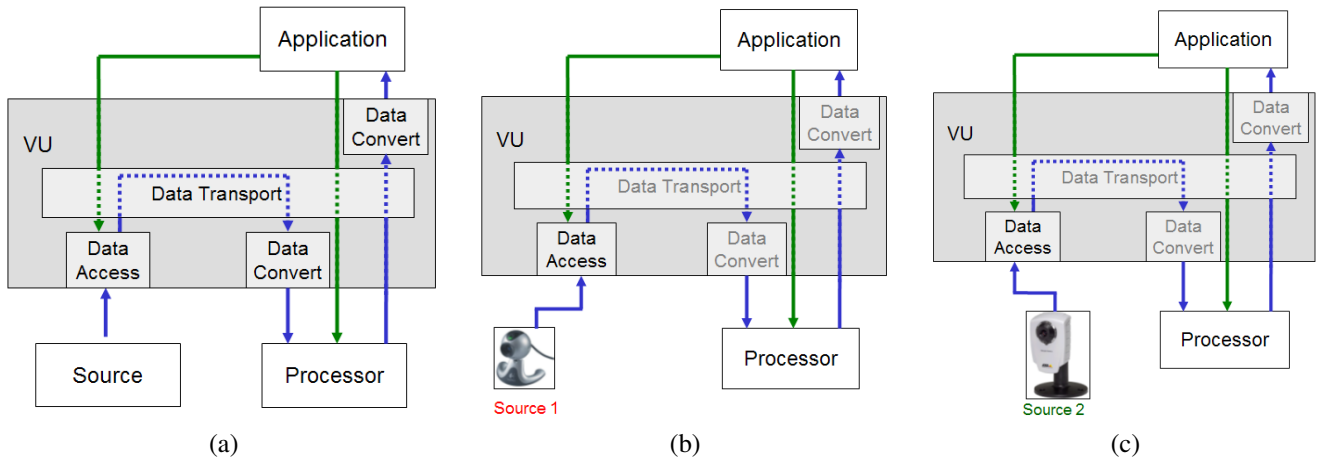 Application
Data
Convert
VU
Data Transport
Data
Access
Data
Convert
Source
Processor
(a)
Application
Data
Convert
VU
Data Transport
Data
Access
Data
Convert
Processor
Source 1
(b)
Application
Data
Convert
VU
Data Transport
Data
Access
Data
Convert
Processor
Source 2
(c)